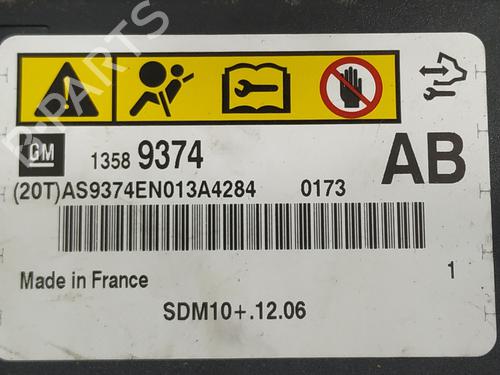 GM 1358 9374 AB
(20T)AS9374EN013A4284 0173
Made in France 1
SDM10+.12.06
B-PARTS